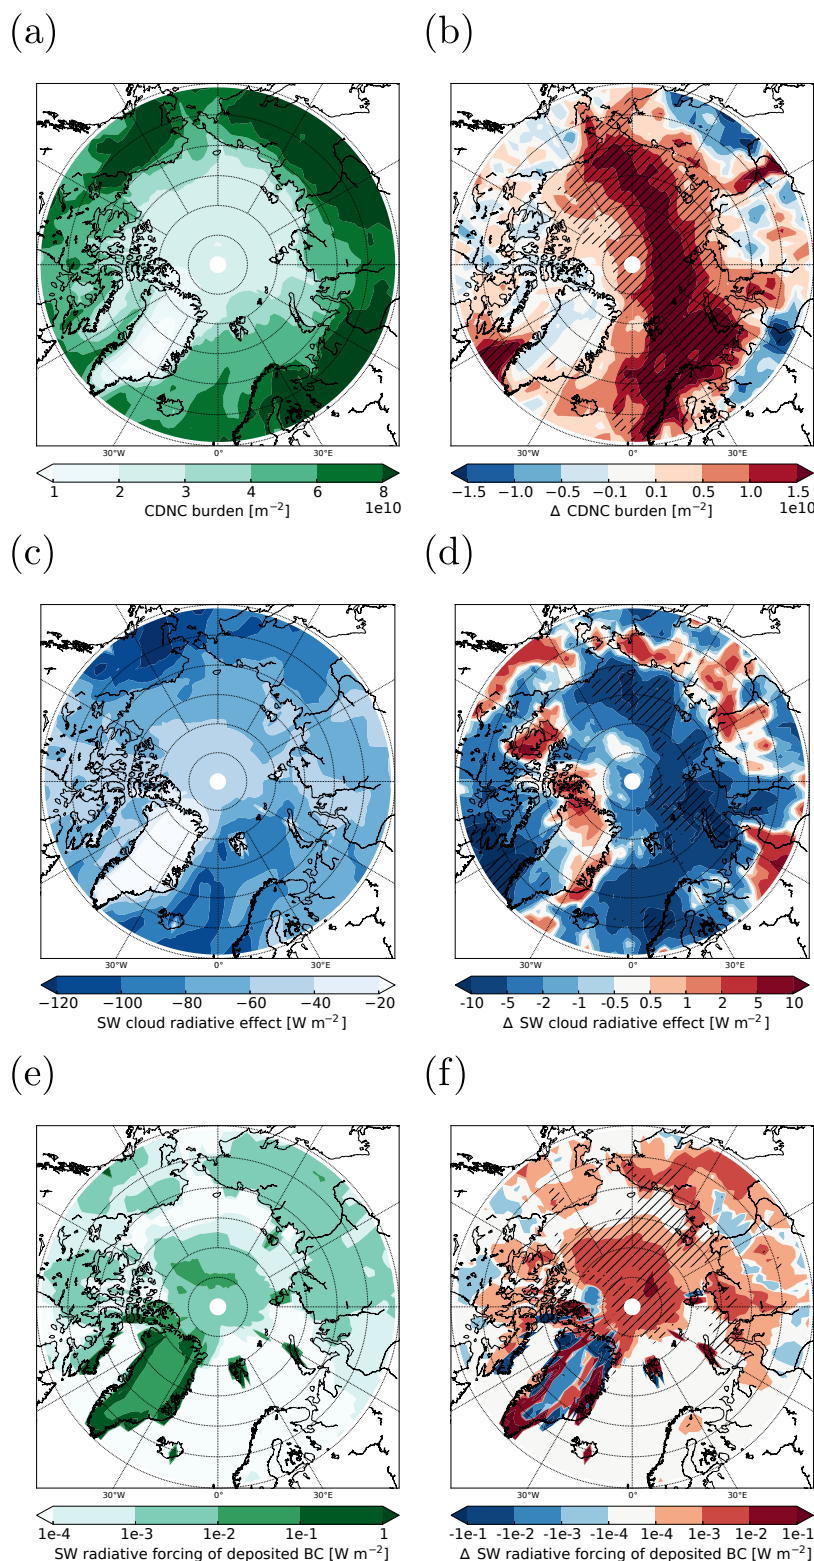 (a) (b)
30°W 0° 30°E 30°W 0° 30°E
1 2 3 4 6 8 −1.5 −1.0 −0.5 −0.1 0.1 0.5 1.0 1.5
CDNC burden [m⁻²] 1e10 Δ CDNC burden [m⁻²] 1e10
(c) (d)
30°W 0° 30°E 30°W 0° 30°E
−120 −100 −80 −60 −40 −20 -10 -5 -2 -1 -0.5 0.5 1 2 5 10
SW cloud radiative effect [W m⁻²] Δ SW cloud radiative effect [W m⁻²]
(e) (f)
30°W 0° 30°E 30°W 0° 30°E
1e-4 1e-3 1e-2 1e-1 1 -1e-1 -1e-2 -1e-3 -1e-4 1e-4 1e-3 1e-2 1e-1
SW radiative forcing of deposited BC [W m⁻²] Δ SW radiative forcing of deposited BC [W m⁻²]